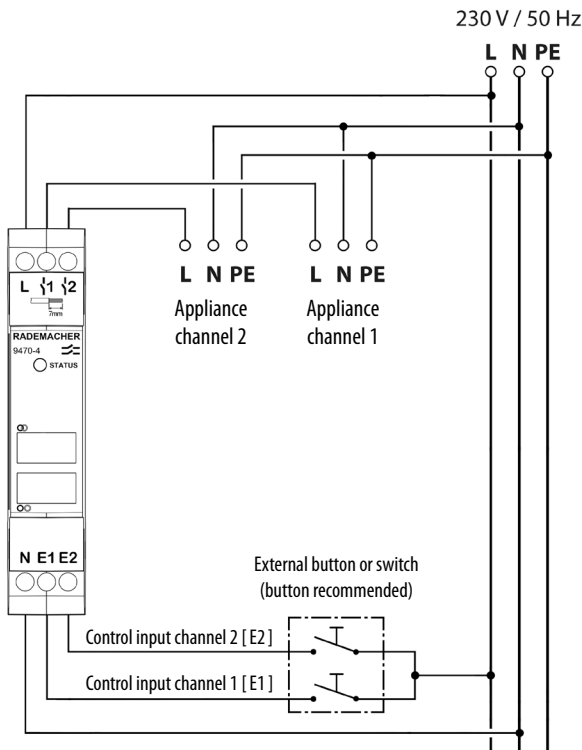 230 V / 50 Hz
L N PE
L N PE
L N PE
Appliance
channel 2
Appliance
channel 1
L 1 2
7mm
RADEMACHER
9470-4
STATUS
N E1 E2
External button or switch
(button recommended)
Control input channel 2 [ E2 ]
Control input channel 1 [ E1 ]